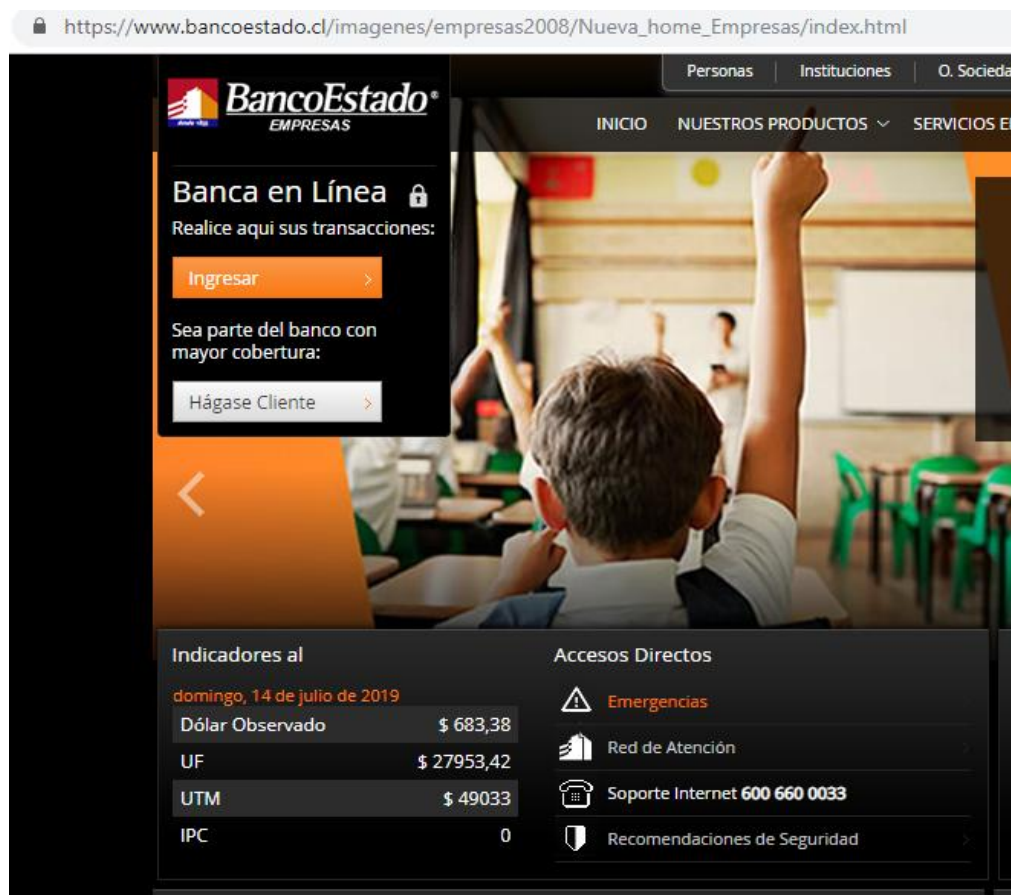 https://www.bancoestado.cl/imagenes/empresas2008/Nueva_home_Empresas/index.html
Personas Instituciones O. Socieda
BancoEstado®
EMPRESAS
INICIO NUESTROS PRODUCTOS SERVICIOS E
Banca en Línea
Realice aqui sus transacciones:
Ingresar
Sea parte del banco con
mayor cobertura:
Hágase Cliente
Indicadores al
domingo, 14 de julio de 2019
Dólar Observado $ 683,38
UF $ 27953,42
UTM $ 49033
IPC 0
Accesos Directos
Emergencias
Red de Atención
Soporte Internet 600 660 0033
Recomendaciones de Seguridad